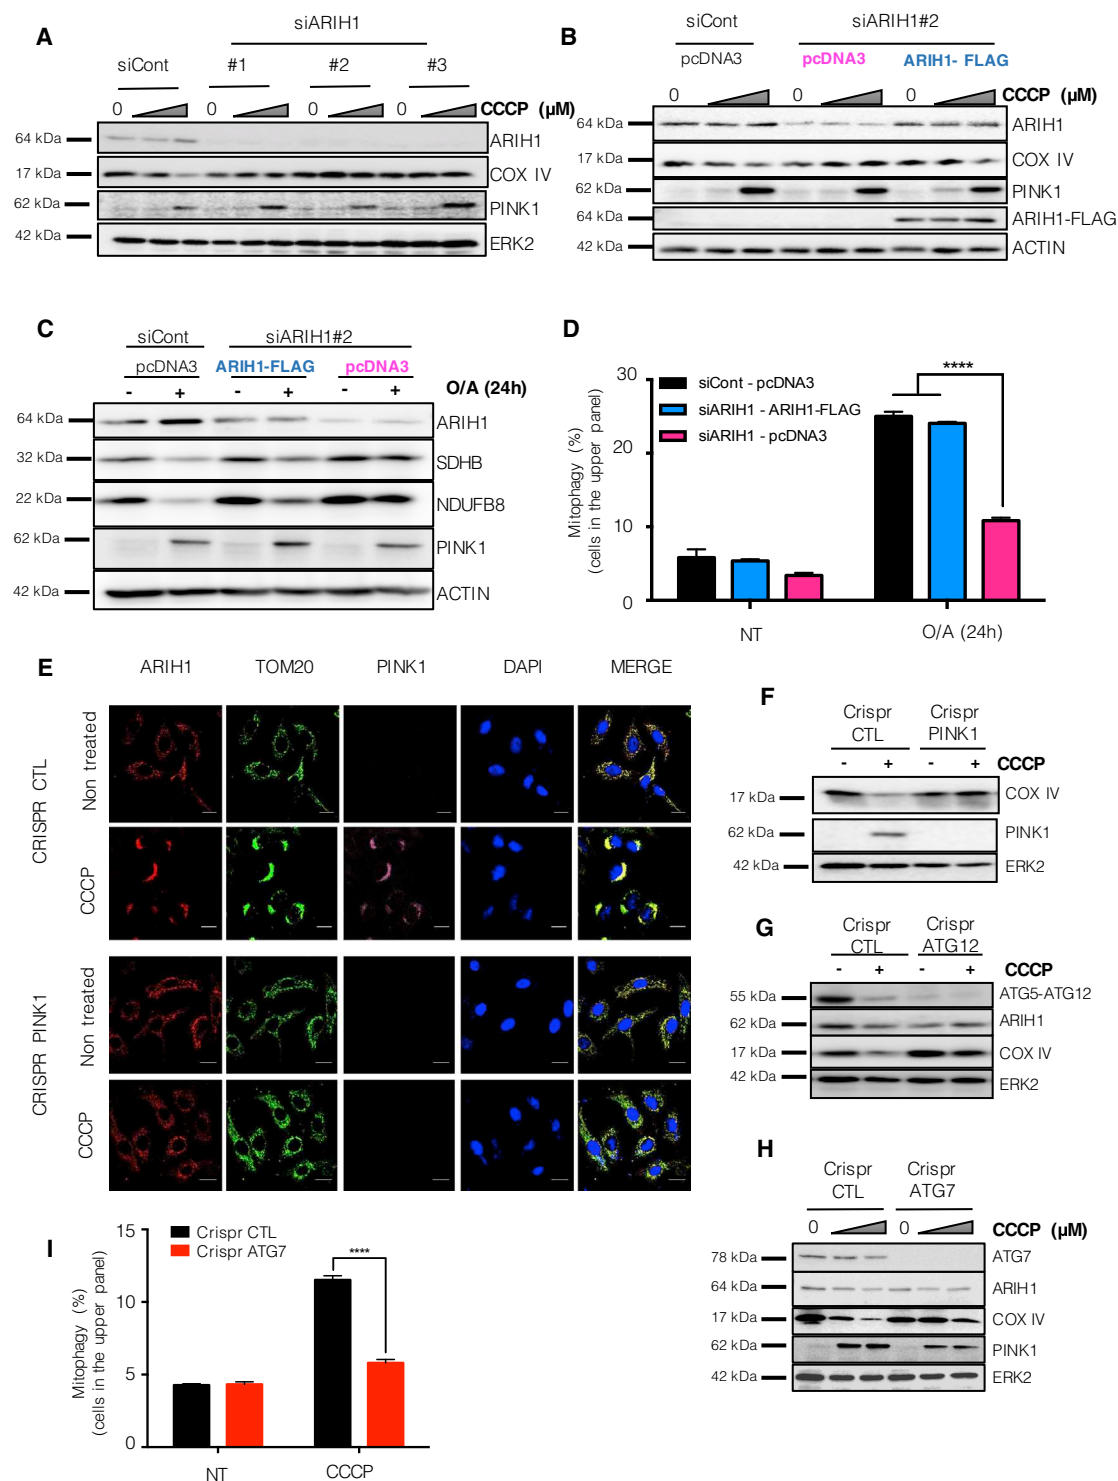 A
siARIH1
siCont #1 #2 #3
0 0 0 0 CCCP (µM)
64 kDa ARIH1
17 kDa COX IV
62 kDa PINK1
42 kDa ERK2
B
siCont siARIH1#2
pcDNA3 pcDNA3 ARIH1- FLAG
0 0 0 CCCP (µM)
64 kDa ARIH1
17 kDa COX IV
62 kDa PINK1
64 kDa ARIH1-FLAG
42 kDa ACTIN
C
siCont siARIH1#2
pcDNA3 ARIH1-FLAG pcDNA3
- + - + - + O/A (24h)
64 kDa ARIH1
32 kDa SDHB
22 kDa NDUFB8
62 kDa PINK1
42 kDa ACTIN
D
Mitophagy (%)
(cells in the upper panel)
30
20
10
0
siCont - pcDNA3
siARIH1 - ARIH1-FLAG
siARIH1 - pcDNA3
****
NT O/A (24h)
E
ARIH1 TOM20 PINK1 DAPI MERGE
CRISPR CTL
Non treated
CCCP
CRISPR PINK1
Non treated
CCCP
F
Crispr Crispr
CTL PINK1
- + - + CCCP
17 kDa COX IV
62 kDa PINK1
42 kDa ERK2
G
Crispr Crispr
CTL ATG12
- + - + CCCP
55 kDa ATG5-ATG12
62 kDa ARIH1
17 kDa COX IV
42 kDa ERK2
H
Crispr Crispr
CTL ATG7
0 0 CCCP (µM)
78 kDa ATG7
64 kDa ARIH1
17 kDa COX IV
62 kDa PINK1
42 kDa ERK2
I
Mitophagy (%)
(cells in the upper panel)
15
10
5
0
Crispr CTL
Crispr ATG7
****
NT CCCP